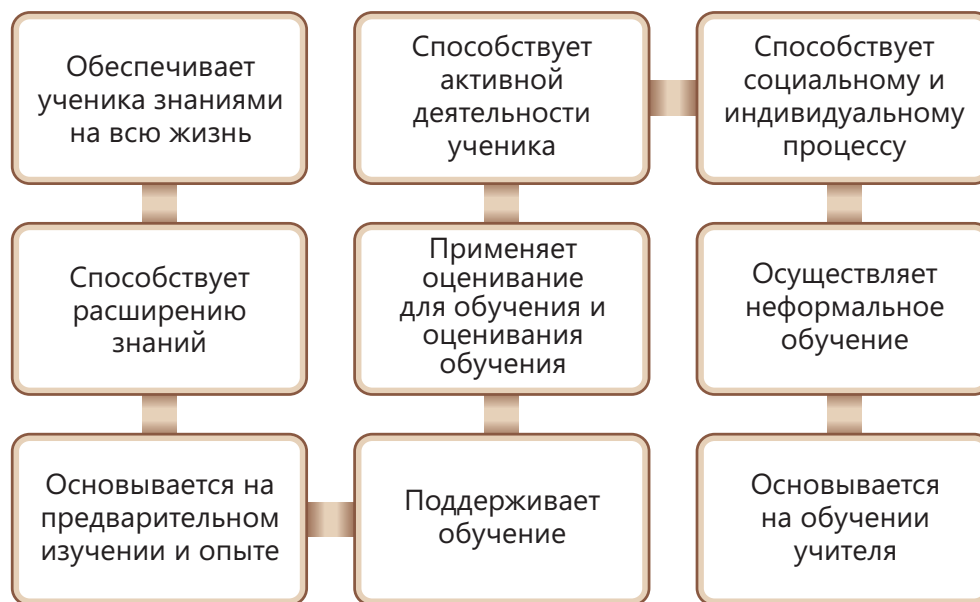 Обеспечивает
ученика знаниями
на всю жизнь
Способствует
расширению
знаний
Основывается на
предварительном
изучении и опыте
Поддерживает
обучение
Применяет
оценивание
для обучения и
оценивания
обучения
Способствует
активной
деятельности
ученика
Способствует
социальному и
индивидуальному
процессу
Осуществляет
неформальное
обучение
Основывается
на обучении
учителя